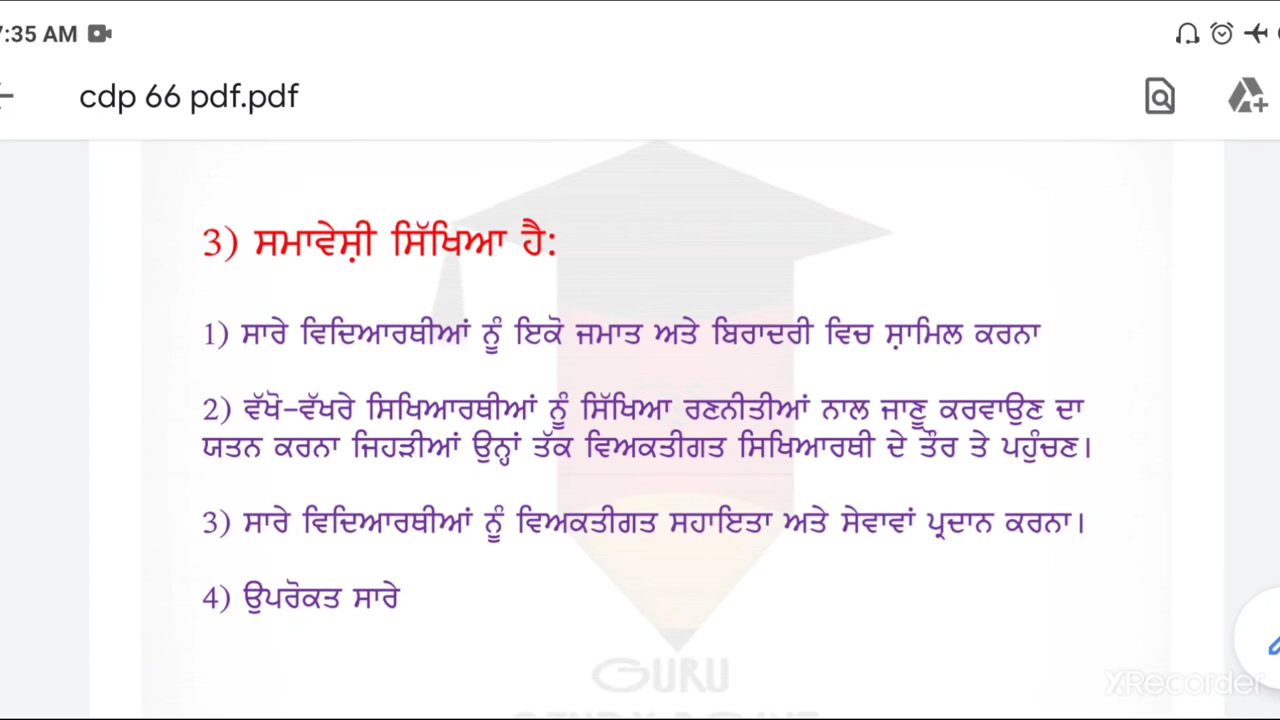 7:35 AM
cdp 66 pdf.pdf
3) ਸਮਾਵੇਸ਼ੀ ਸਿੱਖਿਆ ਹੈ:
1) ਸਾਰੇ ਵਿਦਿਆਰਥੀਆਂ ਨੂੰ ਇਕੋ ਜਮਾਤ ਅਤੇ ਬਿਰਾਦਰੀ ਵਿਚ ਸ਼ਾਮਿਲ ਕਰਨਾ
2) ਵੱਖੋ-ਵੱਖਰੇ ਸਿਖਿਆਰਥੀਆਂ ਨੂੰ ਸਿੱਖਿਆ ਰਣਨੀਤੀਆਂ ਨਾਲ ਜਾਣੂ ਕਰਵਾਉਣ ਦਾ
ਯਤਨ ਕਰਨਾ ਜਿਹੜੀਆਂ ਉਨ੍ਹਾਂ ਤੱਕ ਵਿਅਕਤੀਗਤ ਸਿਖਿਆਰਥੀ ਦੇ ਤੌਰ ਤੇ ਪਹੁੰਚਣ।
3) ਸਾਰੇ ਵਿਦਿਆਰਥੀਆਂ ਨੂੰ ਵਿਅਕਤੀਗਤ ਸਹਾਇਤਾ ਅਤੇ ਸੇਵਾਵਾਂ ਪ੍ਰਦਾਨ ਕਰਨਾ।
4) ਉਪਰੋਕਤ ਸਾਰੇ
GURU
XRecorder